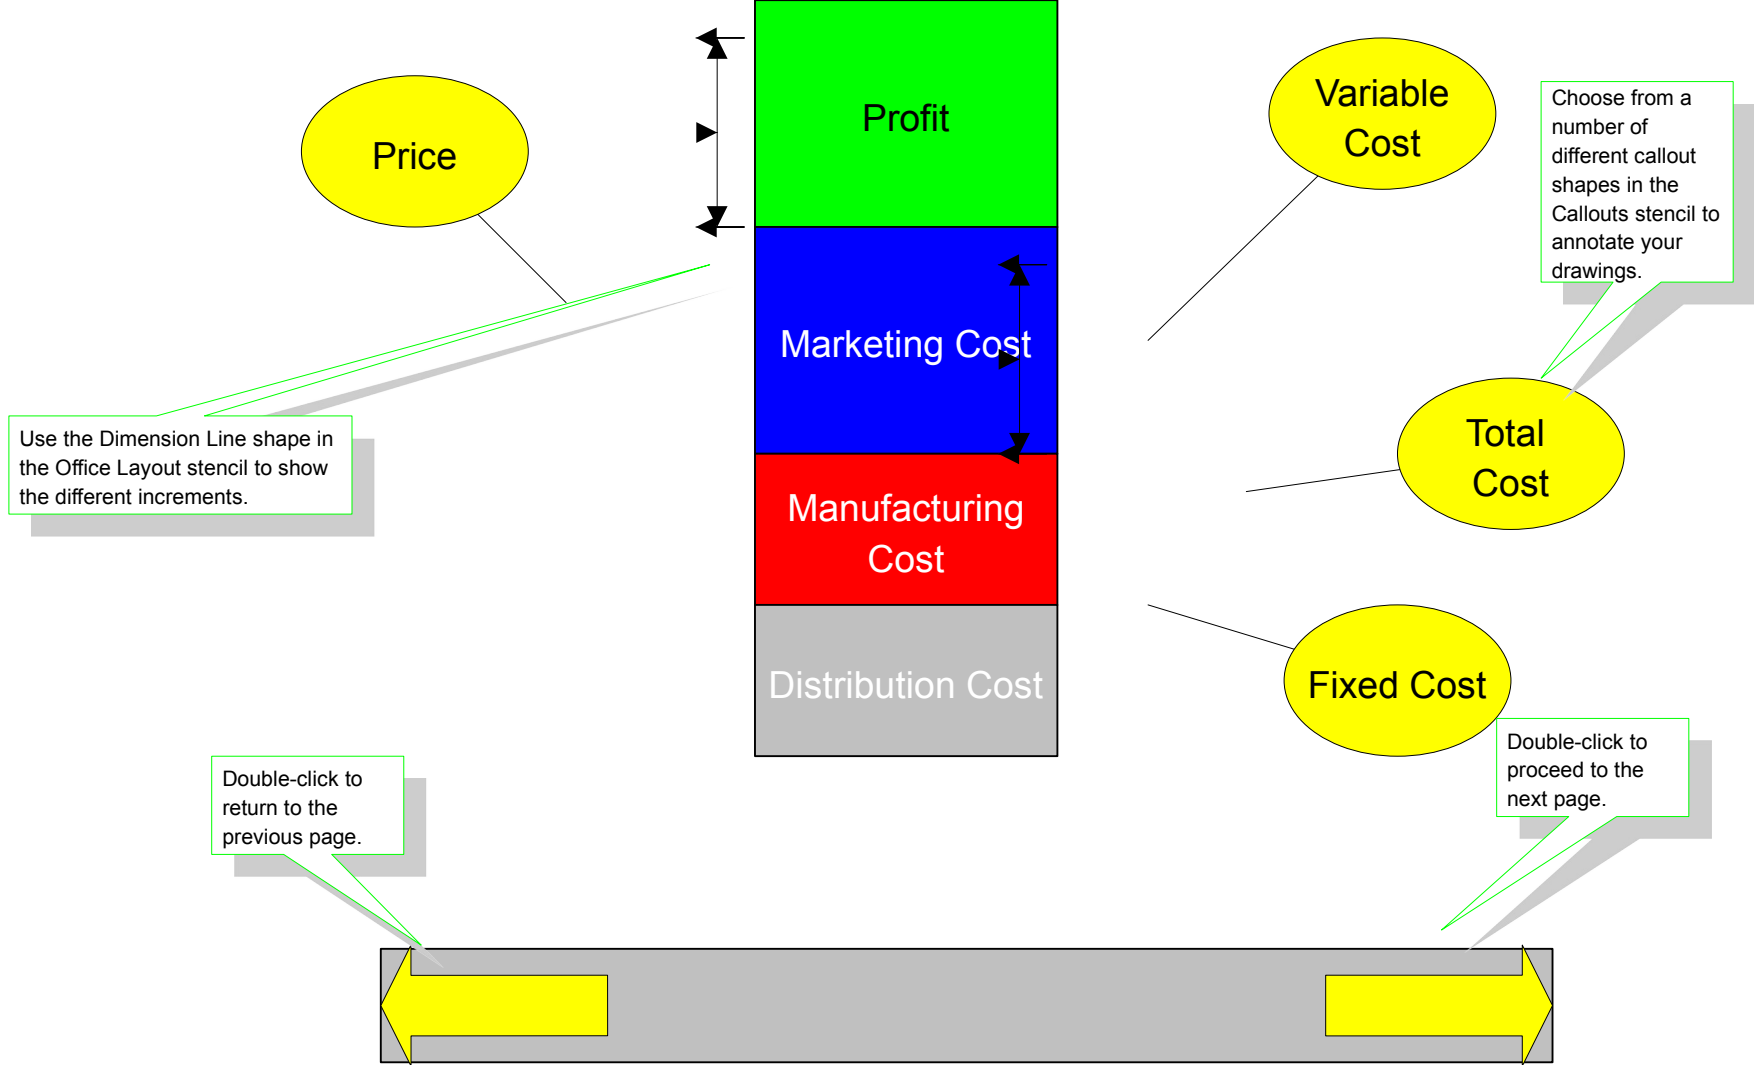 Profit
Variable
Cost
Price
Choose from a
number of
different callout
shapes in the
Callouts stencil to
annotate your
drawings.
Marketing Cost
Use the Dimension Line shape in
the Office Layout stencil to show
the different increments.
Total
Cost
Manufacturing
Cost
Distribution Cost
Fixed Cost
Double-click to
return to the
previous page.
Double-click to
proceed to the
next page.